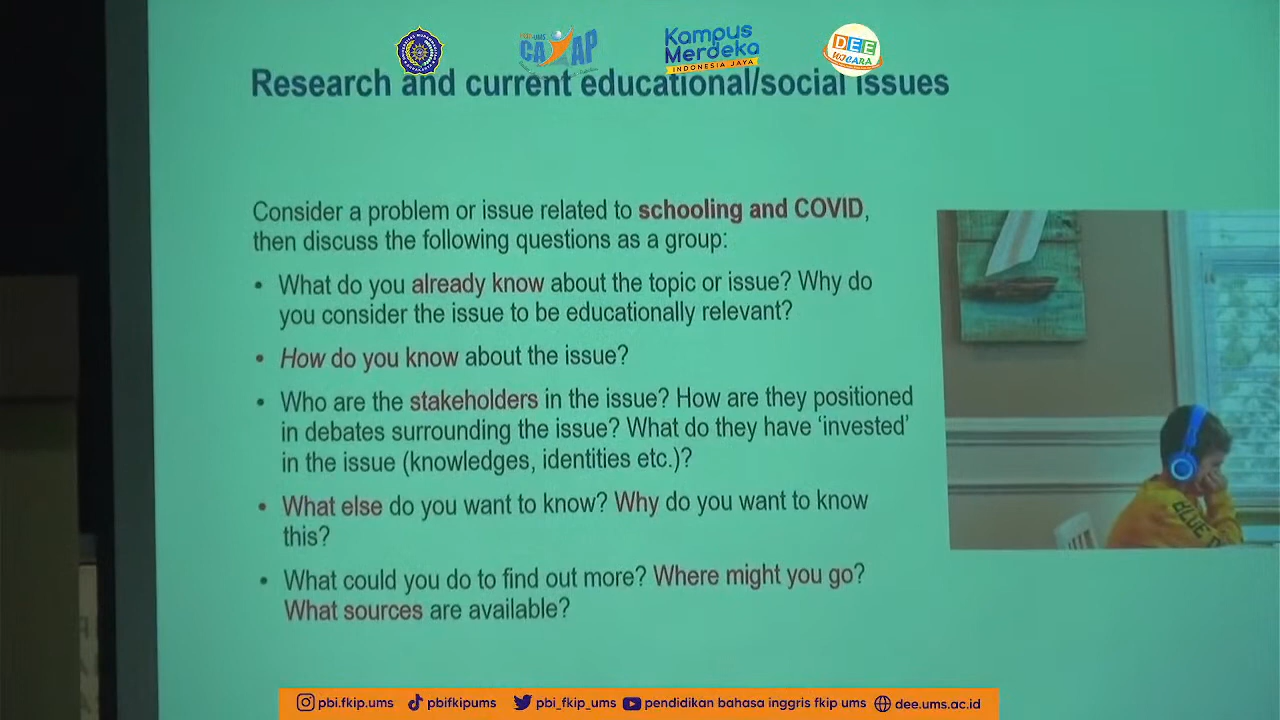 CAKAP
Kampus
Merdeka
INDONESIA JAYA
DEE
WICARA
Research and current educational/social issues
Consider a problem or issue related to schooling and COVID,
then discuss the following questions as a group:
• What do you already know about the topic or issue? Why do
you consider the issue to be educationally relevant?
• How do you know about the issue?
• Who are the stakeholders in the issue? How are they positioned
in debates surrounding the issue? What do they have ‘invested’
in the issue (knowledges, identities etc.)?
• What else do you want to know? Why do you want to know
this?
• What could you do to find out more? Where might you go?
What sources are available?
pbi.fkip.ums pbifkipums pbi_fkip_ums pendidikan bahasa inggris fkip ums dee.ums.ac.id